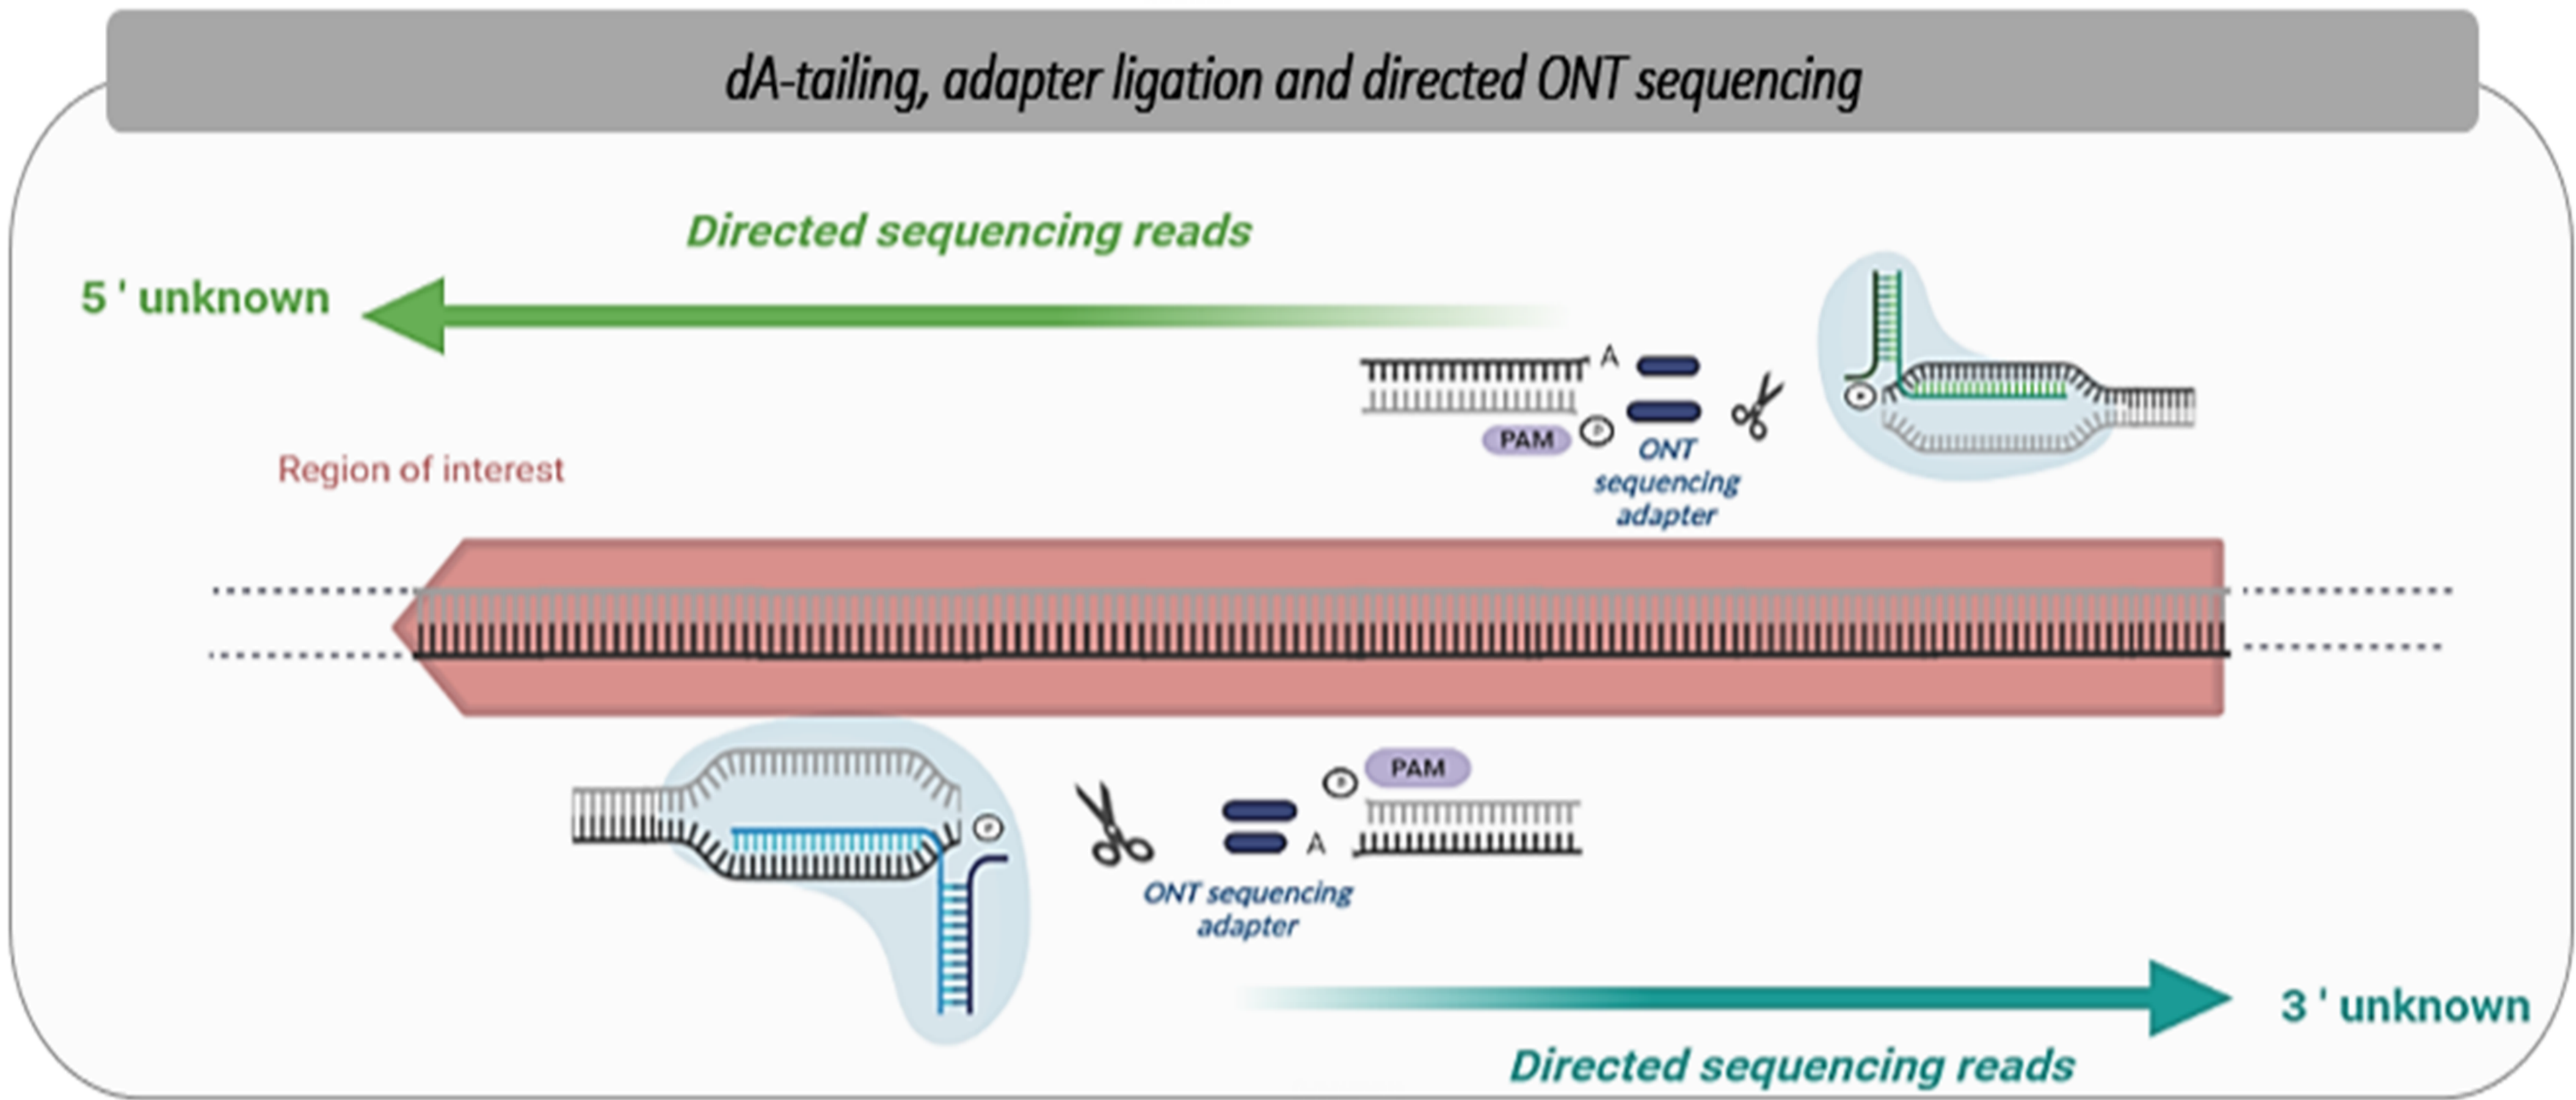 dA-tailing, adapter ligation and directed ONT sequencing
Directed sequencing reads
5 ' unknown
A
P
PAM
P
ONT
sequencing
adapter
Region of interest
PAM
P
P
A
ONT sequencing
adapter
3 ' unknown
Directed sequencing reads